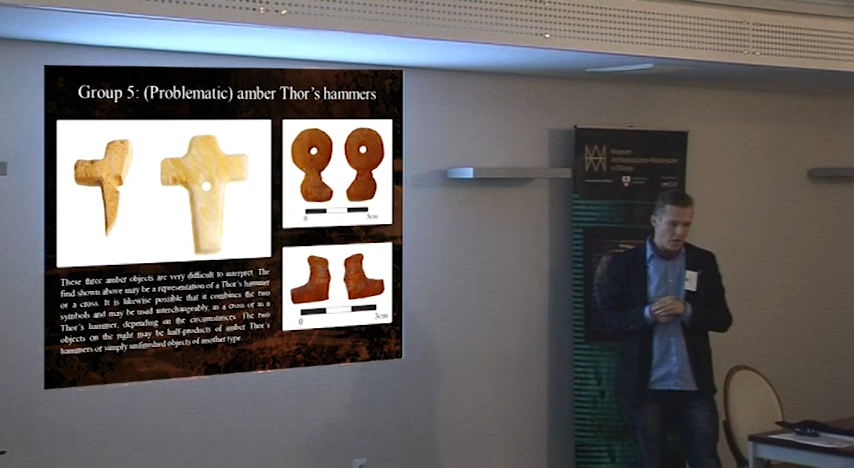 Group 5: (Problematic) amber Thor's hammers
0 5cm
0 3cm
These three amber objects are very difficult to interpret. The
find shown above may be a representation of a Thor's hammer
or a cross. It is likewise possible that it combines the two
symbols and may be used interchangeably, as a cross or as a
Thor's hammer, depending on the circumstances. The two
objects on the right may be half-products of amber Thor's
hammers or simply unfinished objects of another type.
Muzeum
Archeologiczno-Historyczne